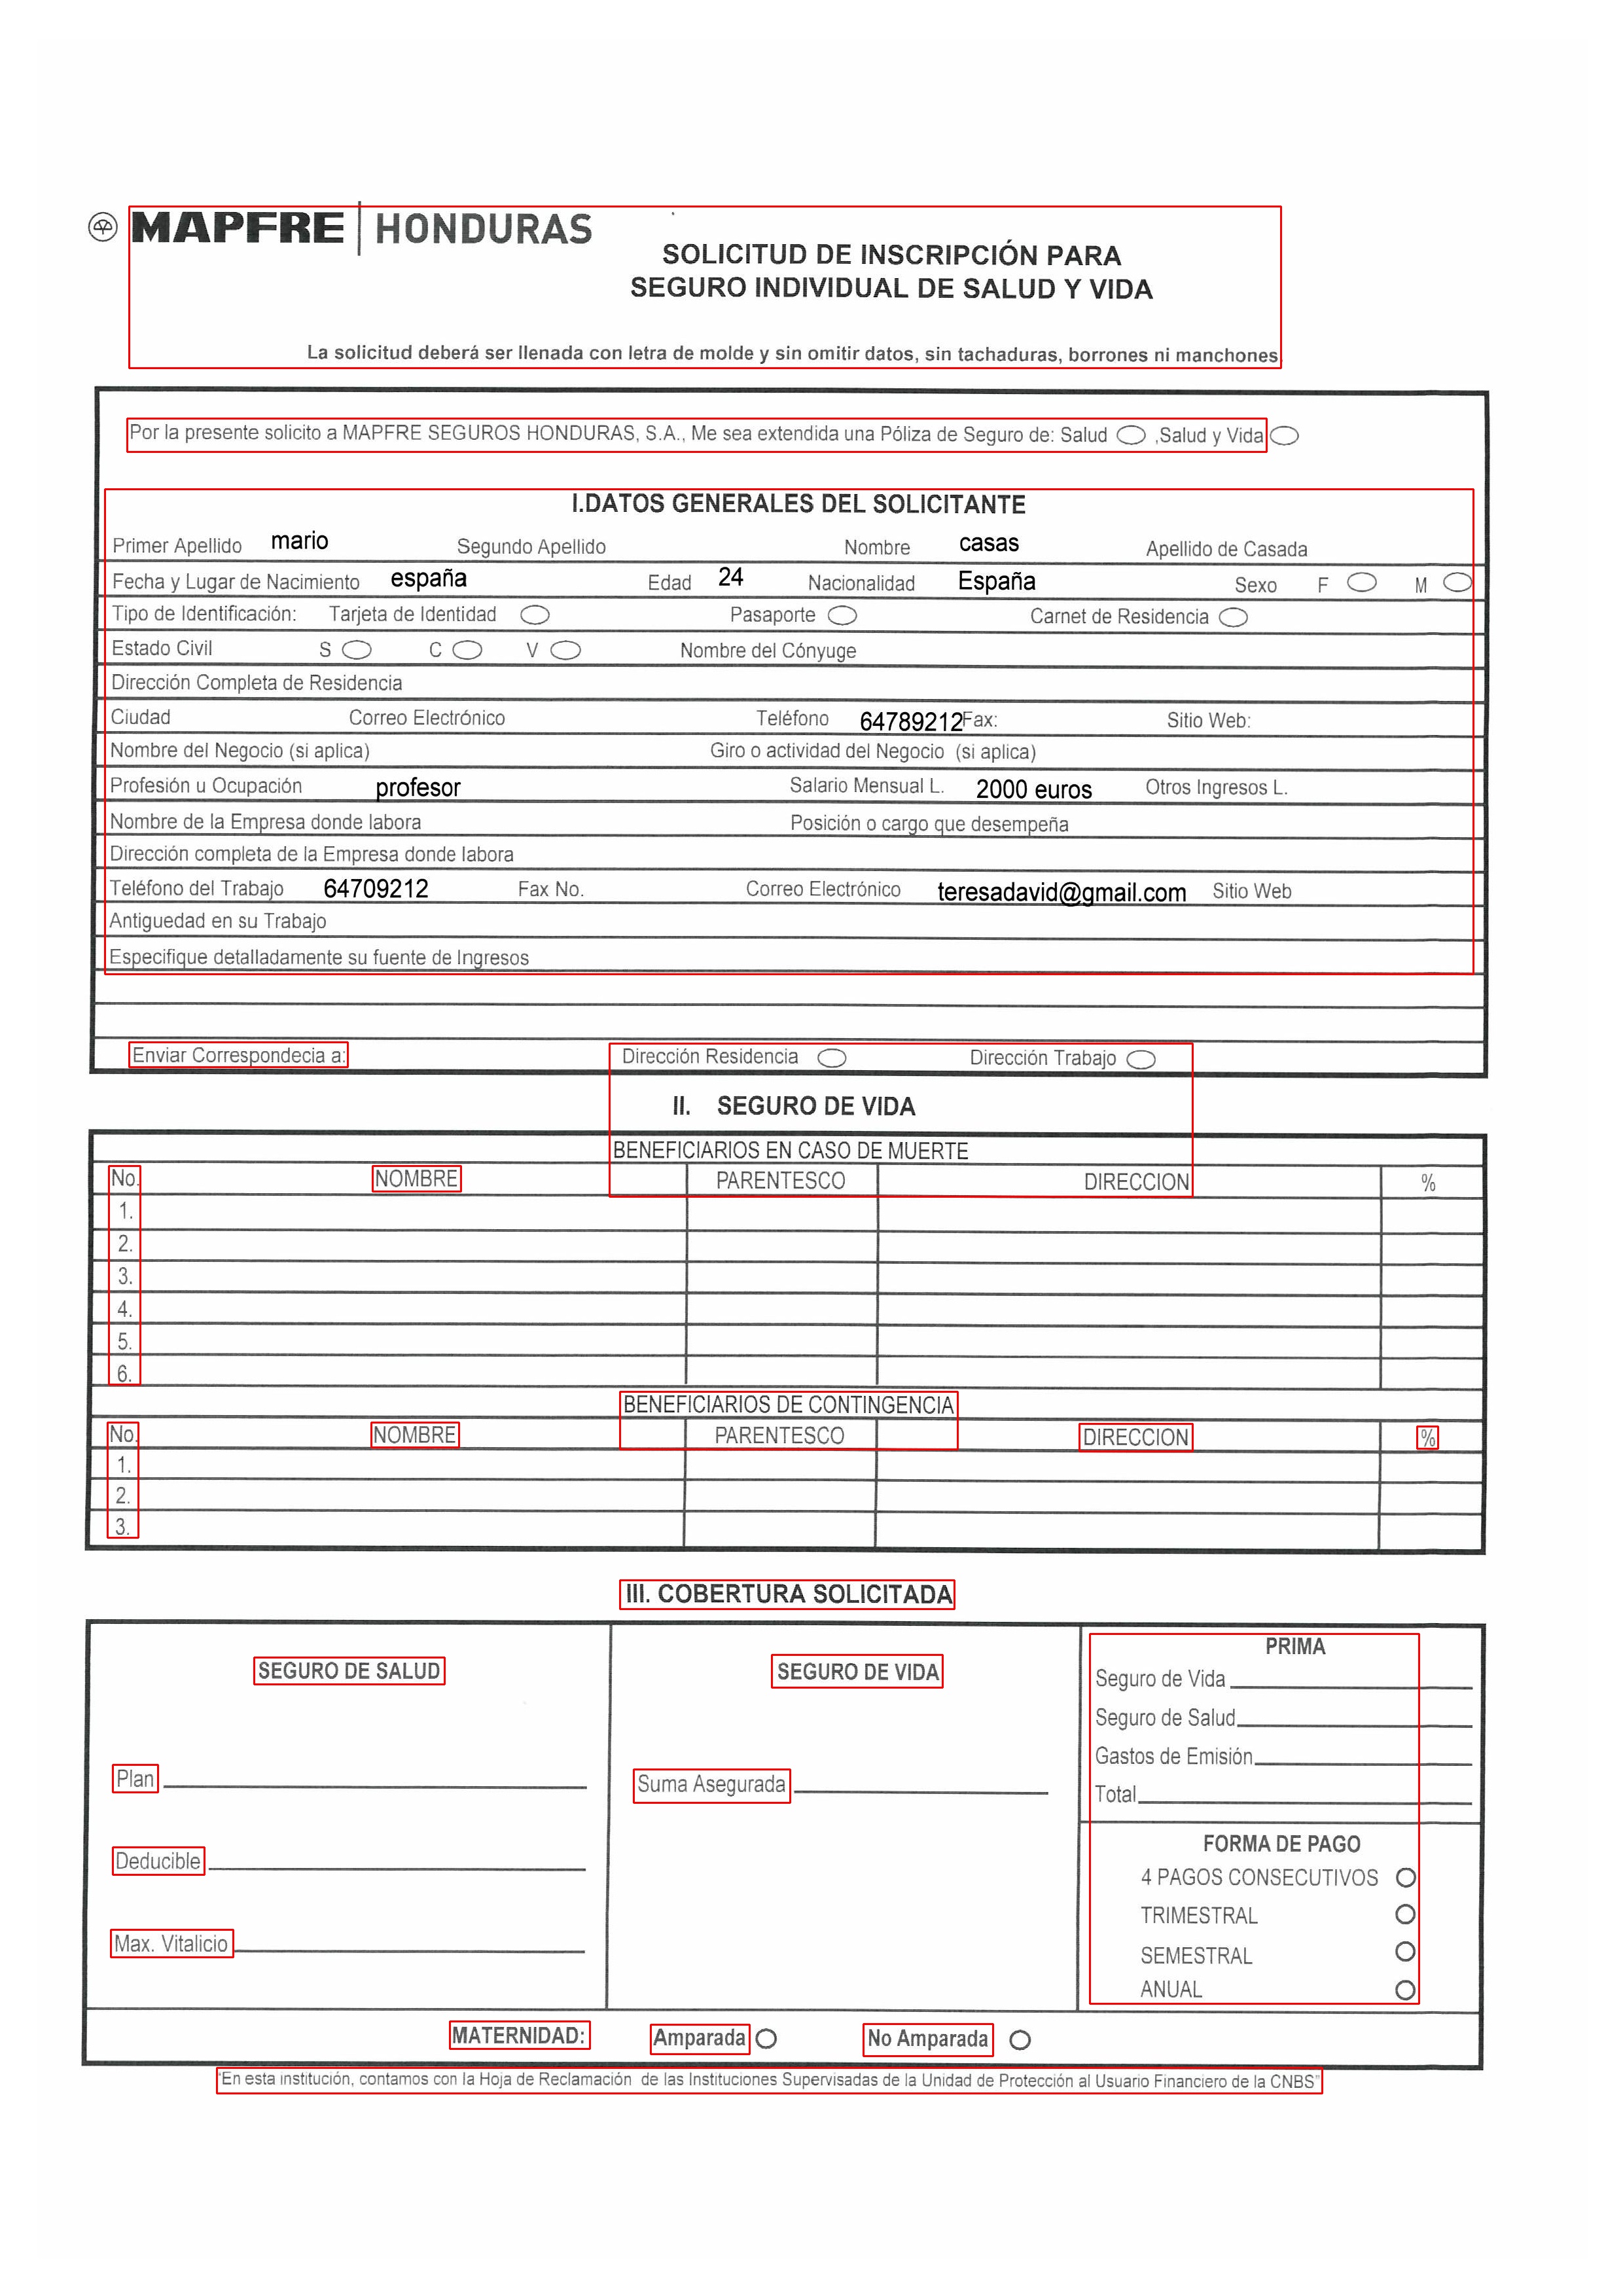 MAPFRE | HONDURAS
SOLICITUD DE INSCRIPCIÓN PARA
SEGURO INDIVIDUAL DE SALUD Y VIDA
La solicitud deberá ser llenada con letra de molde y sin omitir datos, sin tachaduras, borrones ni manchones.
Por la presente solicito a MAPFRE SEGUROS HONDURAS, S.A., Me sea extendida una Póliza de Seguro de: Salud ,Salud y Vida
I.DATOS GENERALES DEL SOLICITANTE
Primer Apellido mario Segundo Apellido Nombre casas Apellido de Casada
Fecha y Lugar de Nacimiento españa Edad 24 Nacionalidad España Sexo F M
Tipo de Identificación: Tarjeta de Identidad Pasaporte Carnet de Residencia
Estado Civil S C V Nombre del Cónyuge
Dirección Completa de Residencia
Ciudad Correo Electrónico Teléfono 64789212 Fax: Sitio Web:
Nombre del Negocio (si aplica) Giro o actividad del Negocio (si aplica)
Profesión u Ocupación profesor Salario Mensual L. 2000 euros Otros Ingresos L.
Nombre de la Empresa donde labora Posición o cargo que desempeña
Dirección completa de la Empresa donde labora
Teléfono del Trabajo 64709212 Fax No. Correo Electrónico teresadavid@gmail.com Sitio Web
Antiguedad en su Trabajo
Especifique detalladamente su fuente de Ingresos
Enviar Correspondecia a: Dirección Residencia Dirección Trabajo
II. SEGURO DE VIDA
BENEFICIARIOS EN CASO DE MUERTE
No. NOMBRE PARENTESCO DIRECCION %
1.
2.
3.
4.
5.
6.
BENEFICIARIOS DE CONTINGENCIA
No. NOMBRE PARENTESCO DIRECCION %
1.
2.
3.
III. COBERTURA SOLICITADA
SEGURO DE SALUD
Plan
Deducible
Max. Vitalicio
SEGURO DE VIDA
Suma Asegurada
PRIMA
Seguro de Vida
Seguro de Salud
Gastos de Emisión
Total
FORMA DE PAGO
4 PAGOS CONSECUTIVOS
TRIMESTRAL
SEMESTRAL
ANUAL
MATERNIDAD: Amparada No Amparada
"En esta institución, contamos con la Hoja de Reclamación de las Instituciones Supervisadas de la Unidad de Protección al Usuario Financiero de la CNBS"